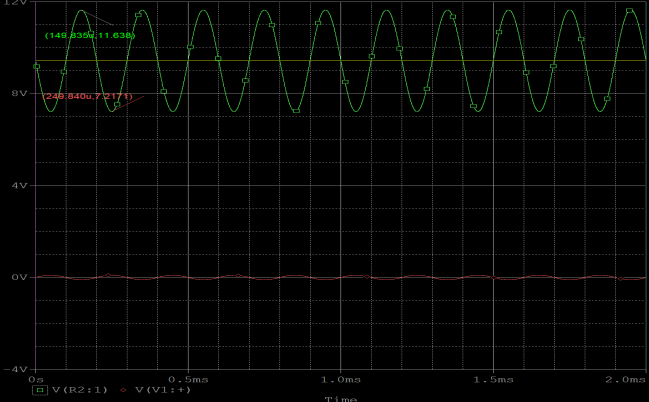 12V
(149.835u,11.638)
8V
(249.840u,7.2171)
4V
0V
-4V
0s 0.5ms 1.0ms 1.5ms 2.0ms
V(R2:1) V(V1:+)
Time